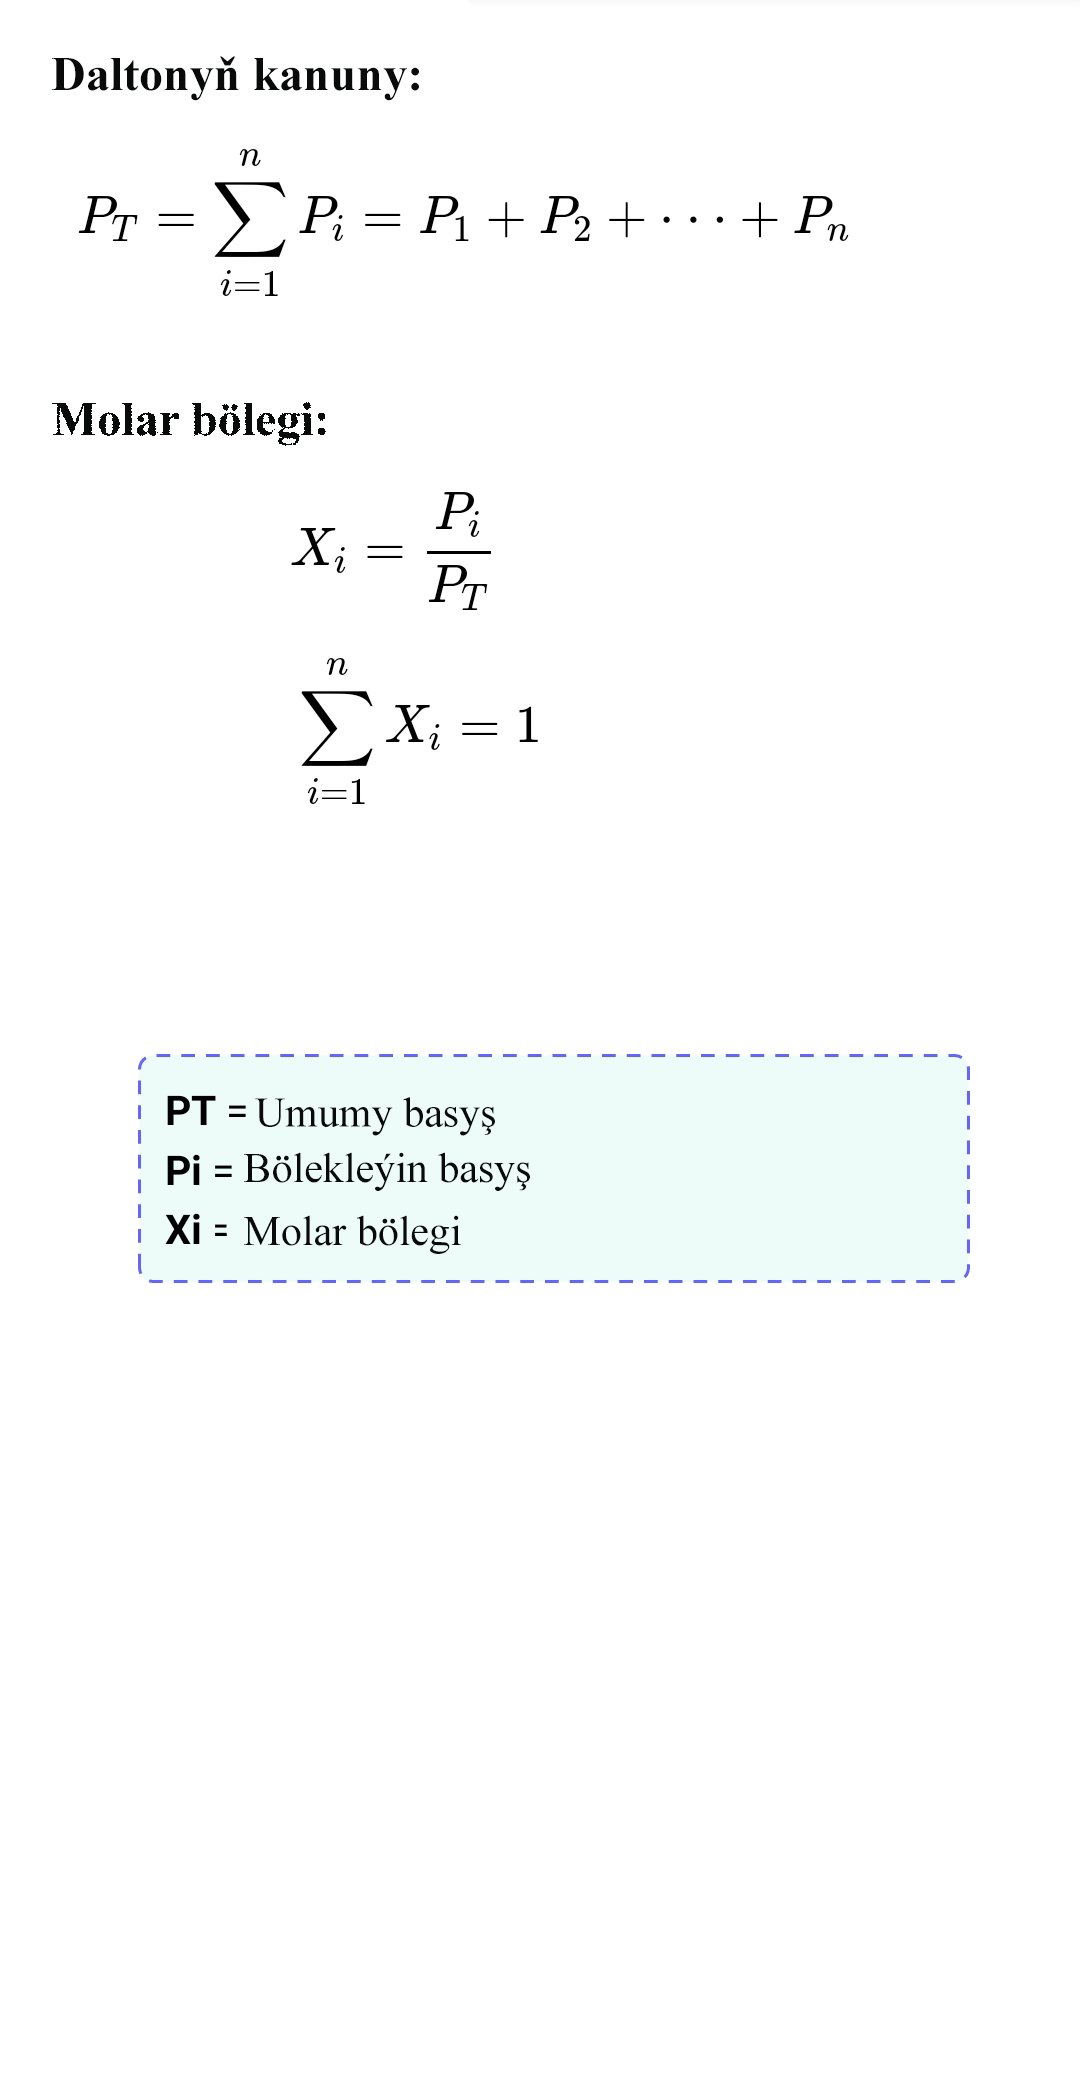 Daltonyň kanuny:
P_T = \sum_{i=1}^{n} P_i = P_1 + P_2 + \cdots + P_n
Molar bölegi:
X_i = \frac{P_i}{P_T}
\sum_{i=1}^{n} X_i = 1
PT = Umumy basyş
Pi = Bölekleýin basyş
Xi = Molar bölegi